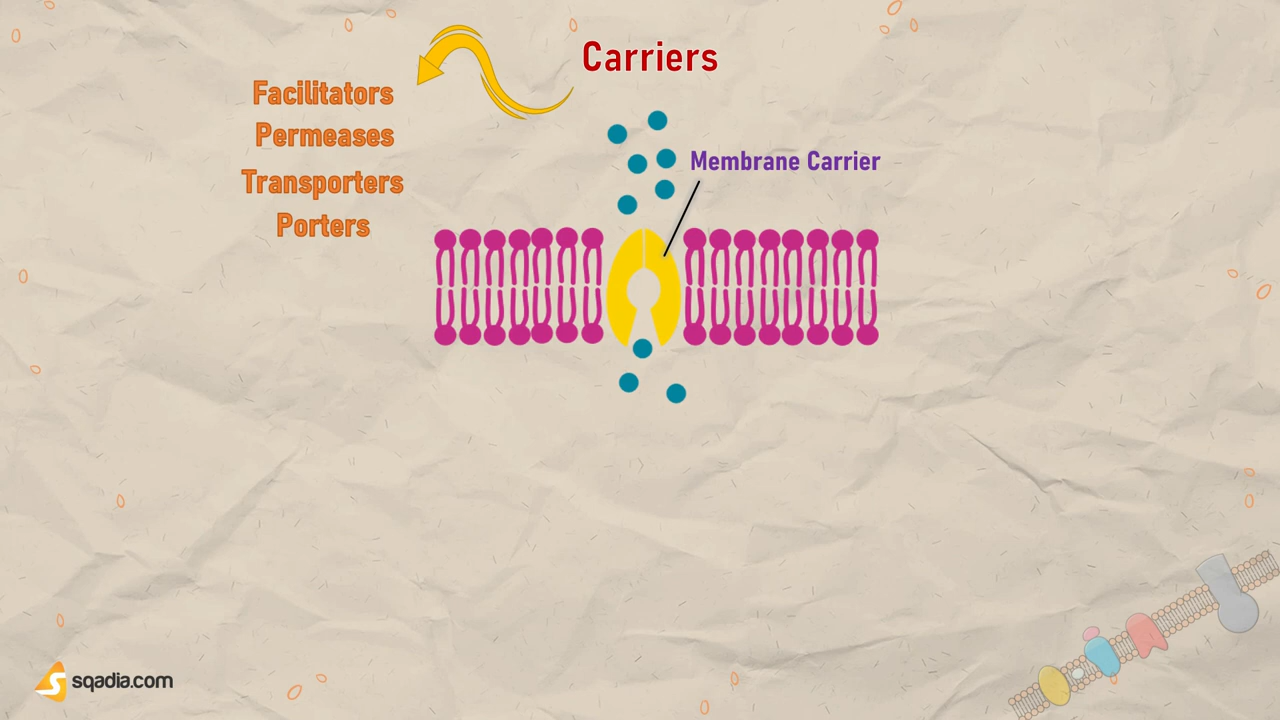 Carriers
Facilitators
Permeases
Transporters
Porters
Membrane Carrier
sqadia.com